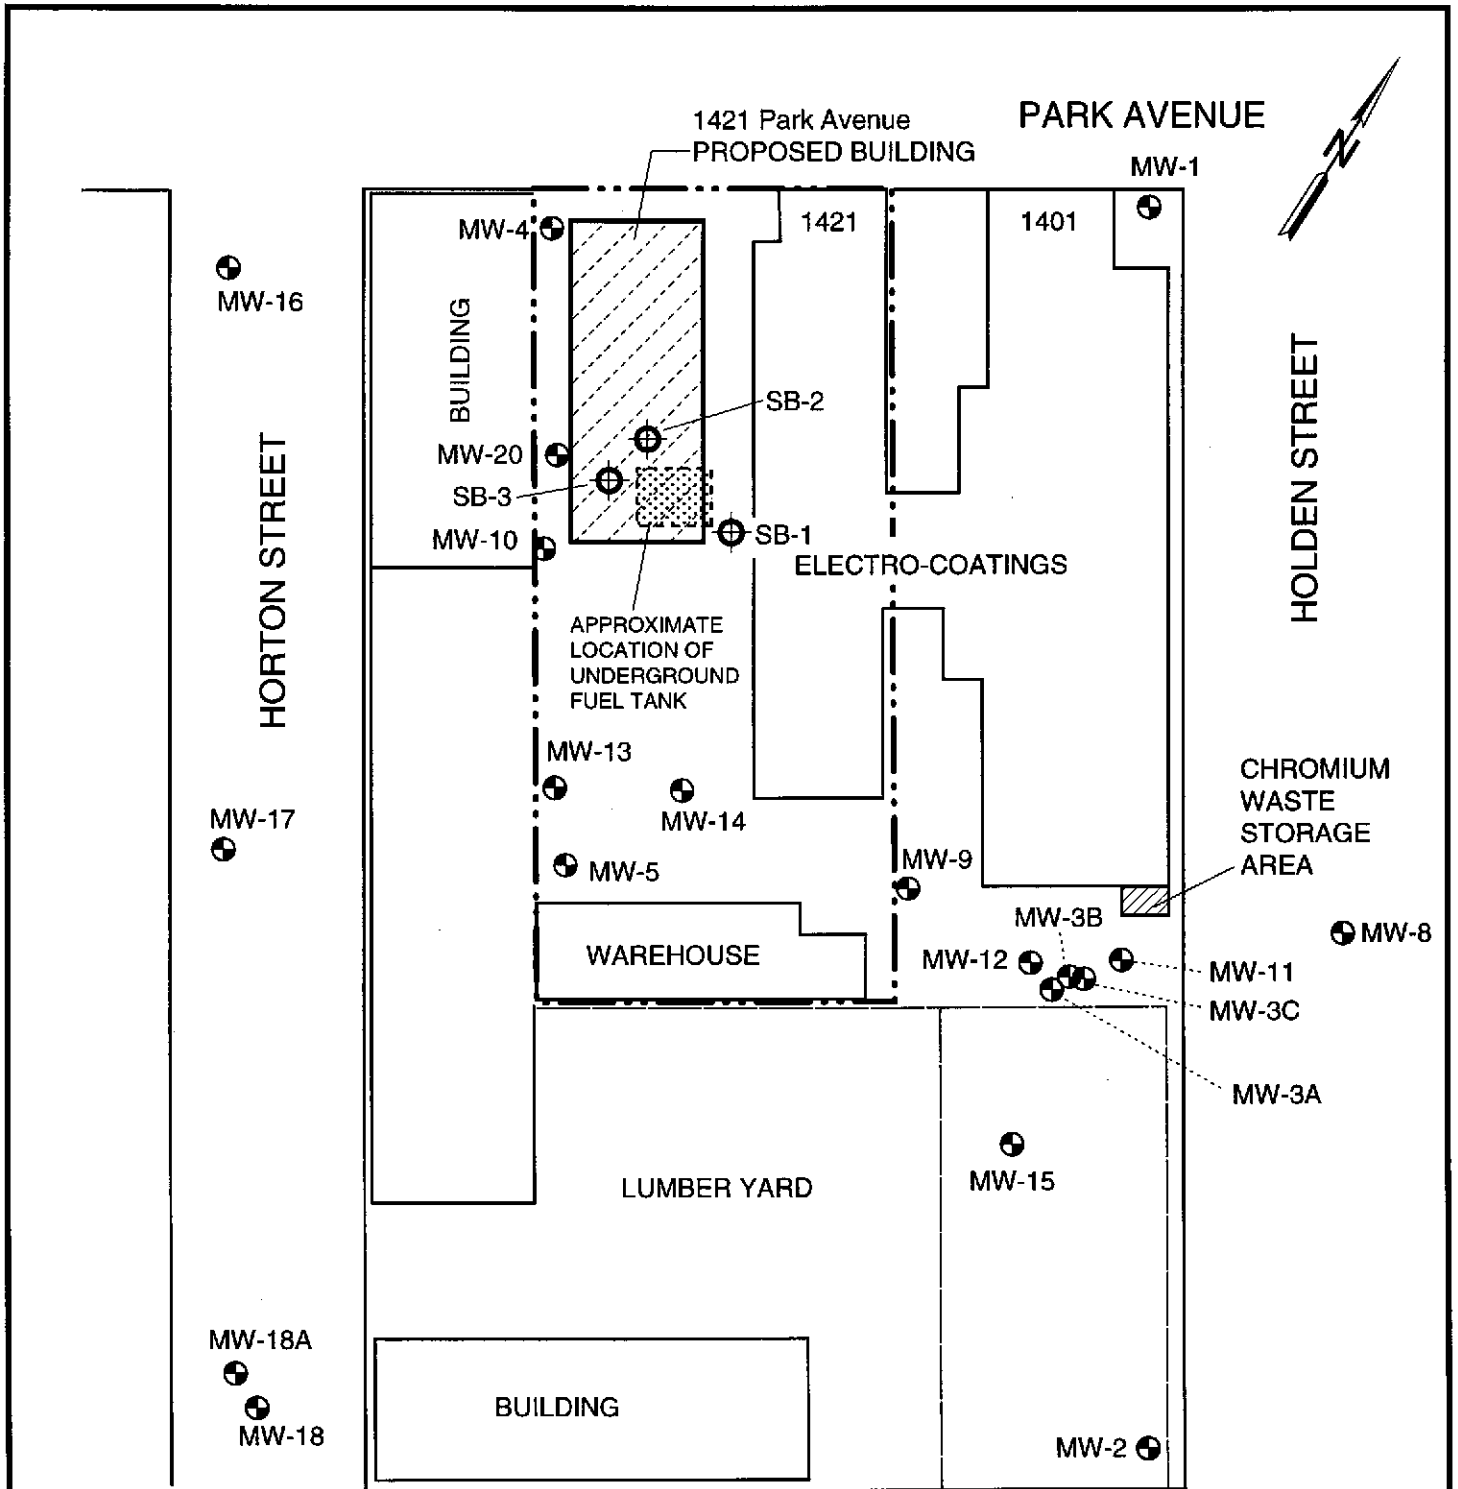 1421 Park Avenue
PROPOSED BUILDING
PARK AVENUE
N
MW-1
MW-4
1421
1401
MW-16
BUILDING
HOLDEN STREET
SB-2
HORTON STREET
MW-20
SB-3
MW-10
SB-1
ELECTRO-COATINGS
APPROXIMATE
LOCATION OF
UNDERGROUND
FUEL TANK
MW-13
MW-14
CHROMIUM
WASTE
STORAGE
AREA
MW-17
MW-5
MW-9
MW-3B
MW-8
WAREHOUSE
MW-12
MW-11
MW-3C
MW-3A
MW-15
LUMBER YARD
MW-18A
BUILDING
MW-18
MW-2